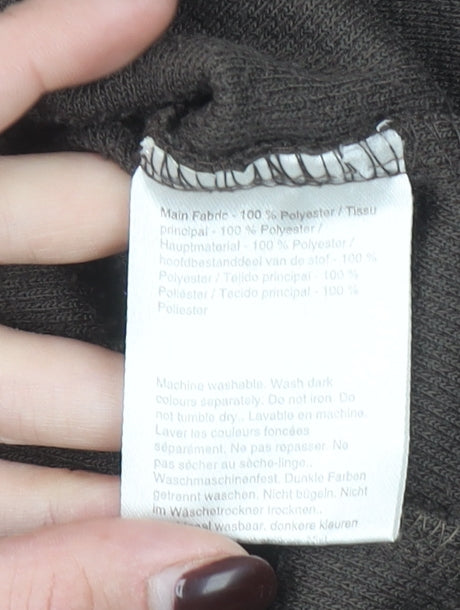 Main Fabric - 100 % Polyester / Tissu
principal - 100 % Polyester /
Hauptmaterial - 100 % Polyester /
hoofdbestanddeel van de stof - 100 %
Polyester / Tejido principal - 100 %
Poliéster / Tecido principal - 100 %
Poliéster
Machine washable. Wash dark
colours separately. Do not iron. Do
not tumble dry.. Lavable en machine.
Laver les couleurs foncées
séparément. Ne pas repasser. Ne
pas sécher au sèche-linge..
Waschmaschinenfest. Dunkle Farben
getrennt waschen. Nicht bügeln. Nicht
im Wäschetrockner trocknen..
wasbaar. donkere kleuren